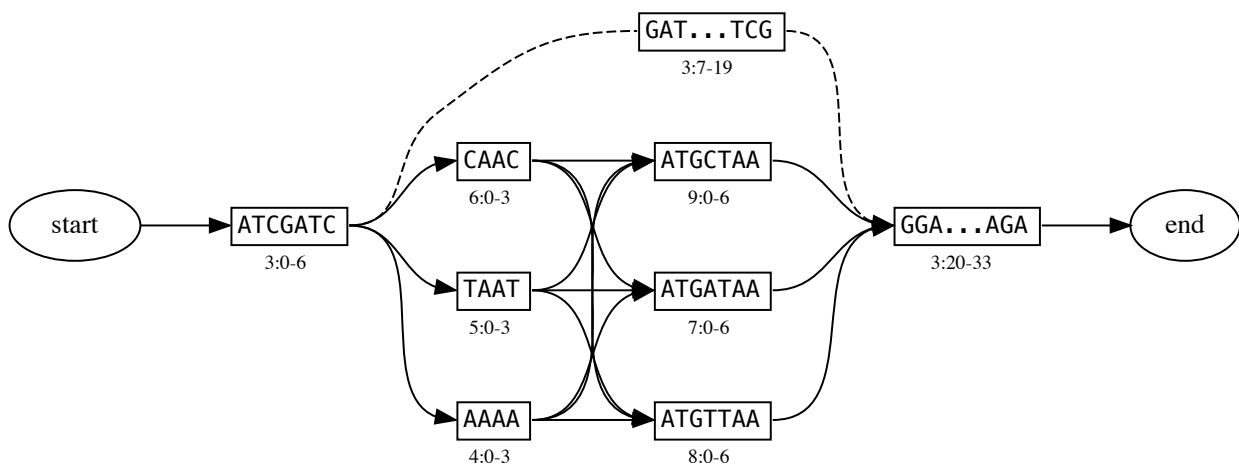 GAT...TCG
3:7-19
CAAC
6:0-3
ATGCTAA
9:0-6
start
ATCGATC
3:0-6
GGA...AGA
3:20-33
end
TAAT
5:0-3
ATGATAA
7:0-6
AAAA
4:0-3
ATGTTAA
8:0-6